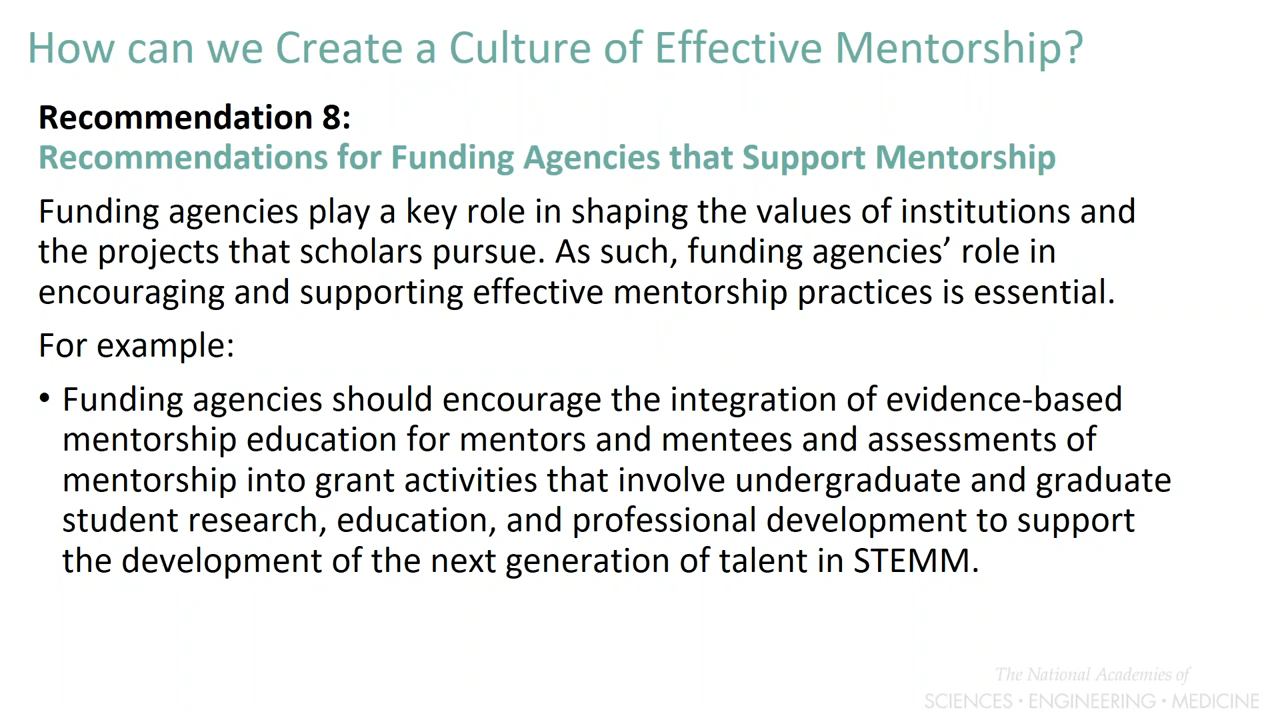 How can we Create a Culture of Effective Mentorship?
Recommendation 8:
Recommendations for Funding Agencies that Support Mentorship
Funding agencies play a key role in shaping the values of institutions and
the projects that scholars pursue. As such, funding agencies’ role in
encouraging and supporting effective mentorship practices is essential.
For example:
• Funding agencies should encourage the integration of evidence-based
mentorship education for mentors and mentees and assessments of
mentorship into grant activities that involve undergraduate and graduate
student research, education, and professional development to support
the development of the next generation of talent in STEMM.
The National Academies of
SCIENCES • ENGINEERING • MEDICINE